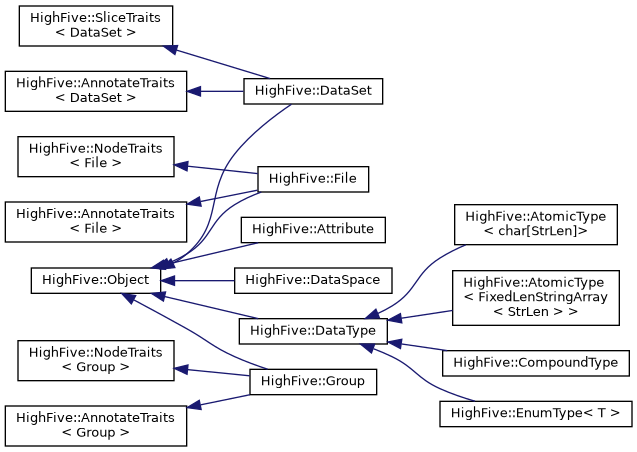 HighFive::SliceTraits
< DataSet >
HighFive::AnnotateTraits
< DataSet >
HighFive::DataSet
HighFive::NodeTraits
< File >
HighFive::File
HighFive::AnnotateTraits
< File >
HighFive::Attribute
HighFive::Object
HighFive::DataSpace
HighFive::DataType
HighFive::AtomicType
< char[StrLen]>
HighFive::AtomicType
< FixedLenStringArray
< StrLen > >
HighFive::CompoundType
HighFive::EnumType< T >
HighFive::NodeTraits
< Group >
HighFive::Group
HighFive::AnnotateTraits
< Group >